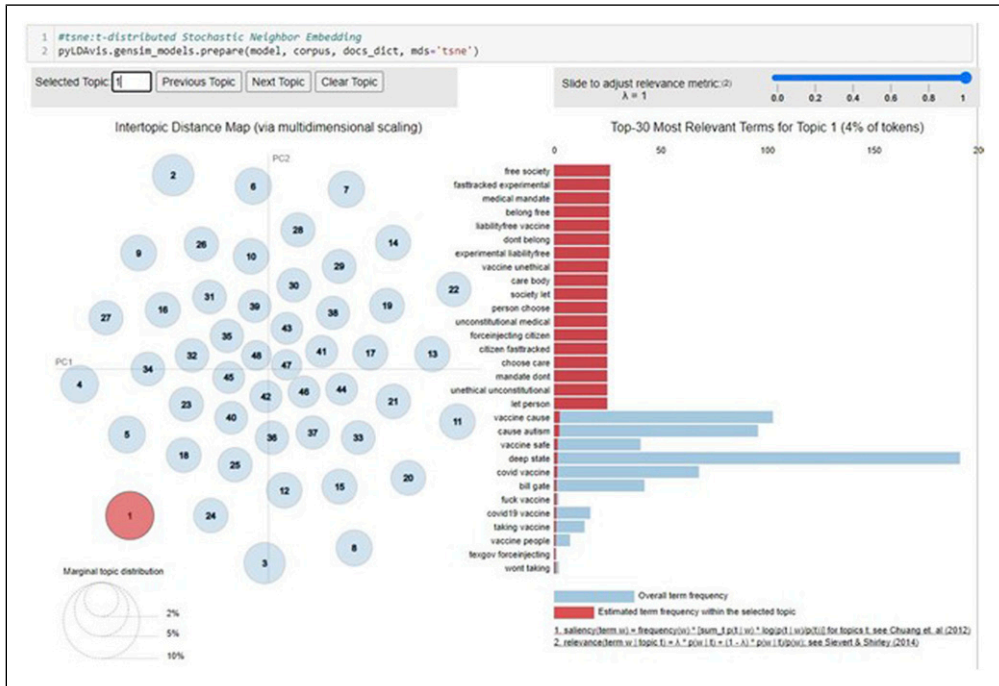 1 #tsne:t-distributed Stochastic Neighbor Embedding
2 pyLDAvis.gensim_models.prepare(model, corpus, docs_dict, mds='tsne')
Selected Topic: 1 Previous Topic Next Topic Clear Topic
Slide to adjust relevance metric:(2)
λ = 1
0.0 0.2 0.4 0.6 0.8 1
Intertopic Distance Map (via multidimensional scaling)
Top-30 Most Relevant Terms for Topic 1 (4% of tokens)
PC2
PC1
2
6
7
28
14
26
9
10
29
30
22
31
39
19
16
38
27
43
35
41
17
13
32
48
47
34
45
4
46
44
42
21
23
40
11
5
36
37
33
18
25
20
12
15
1
24
8
3
Marginal topic distribution
2%
5%
10%
0 50 100 150 20
free society
fasttracked experimental
medical mandate
belong free
liabilityfree vaccine
dont belong
experimental liabilityfree
vaccine unethical
care body
society let
person choose
unconstitutional medical
forceinjecting citizen
citizen fasttracked
choose care
mandate dont
unethical unconstitutional
let person
vaccine cause
cause autism
vaccine safe
deep state
covid vaccine
bill gate
fuck vaccine
covid19 vaccine
taking vaccine
vaccine people
texgov forceinjecting
wont taking
Overall term frequency
Estimated term frequency within the selected topic
1. saliency(term w) = frequency(w) * [sum_t p(t | w) * log(p(t | w)/p(t))] for topics t; see Chuang et. al (2012)
2. relevance(term w | topic t) = λ * p(w | t) + (1 - λ) * p(w | t)/p(w); see Sievert & Shirley (2014)